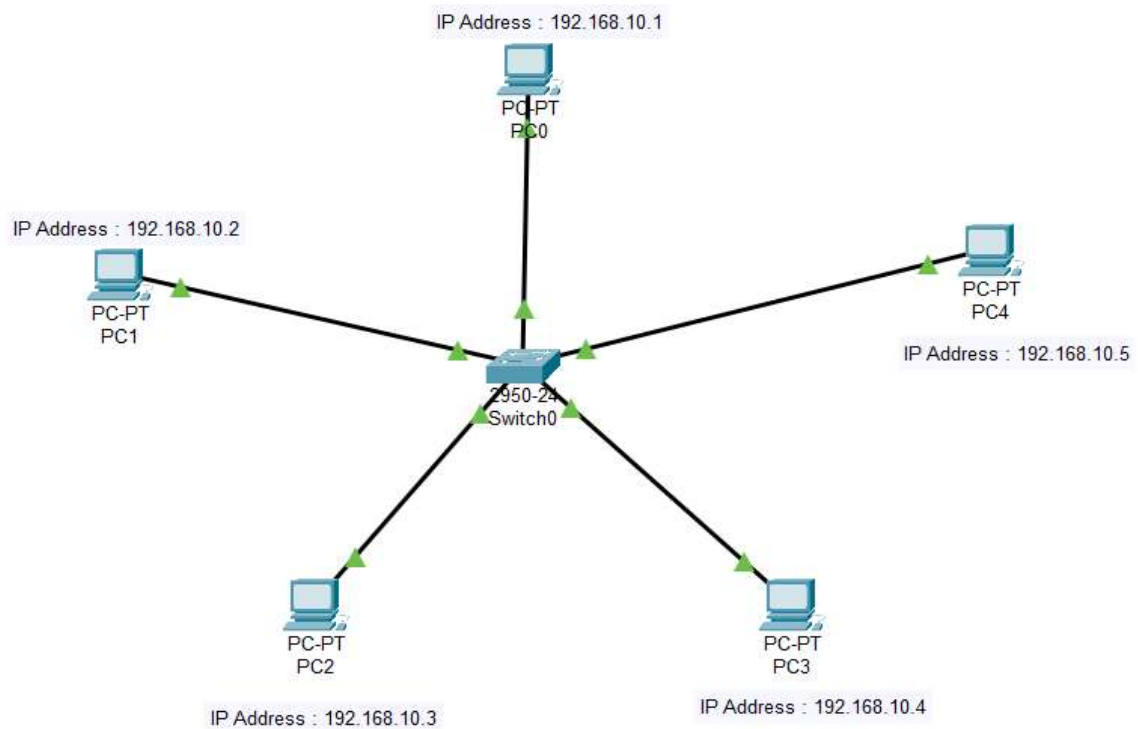 IP Address : 192.168.10.1
PC-PT
PC0
IP Address : 192.168.10.2
PC-PT
PC1
PC-PT
PC4
IP Address : 192.168.10.5
2950-24
Switch0
PC-PT
PC2
PC-PT
PC3
IP Address : 192.168.10.3
IP Address : 192.168.10.4